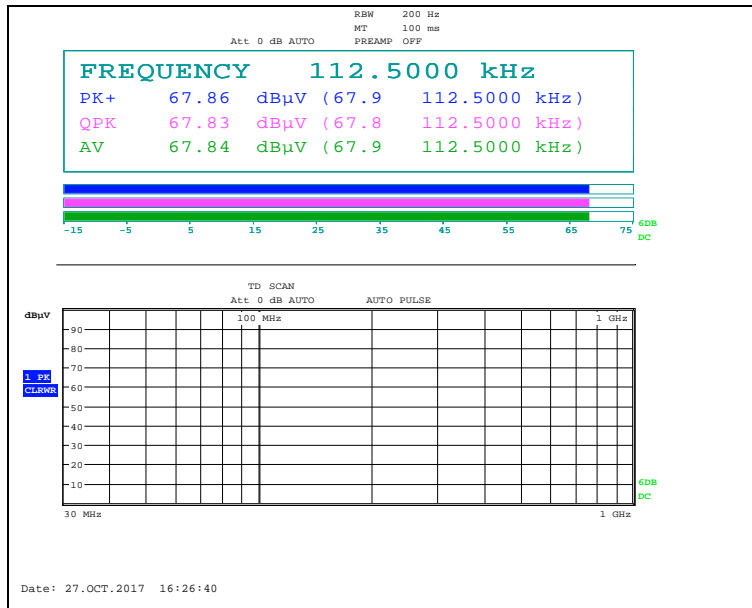 RBW 200 Hz
MT 100 ms
Att 0 dB AUTO PREAMP OFF
FREQUENCY 112.5000 kHz
PK+ 67.86 dBµV (67.9 112.5000 kHz)
QPK 67.83 dBµV (67.8 112.5000 kHz)
AV 67.84 dBµV (67.9 112.5000 kHz)
-15 -5 5 15 25 35 45 55 65 75
6DB
DC
TD SCAN
Att 0 dB AUTO AUTO PULSE
dBµV
100 MHz 1 GHz
90
80
70
1 PK
60
CLRWR
50
40
30
20
10
6DB
DC
30 MHz 1 GHz
Date: 27.OCT.2017 16:26:40